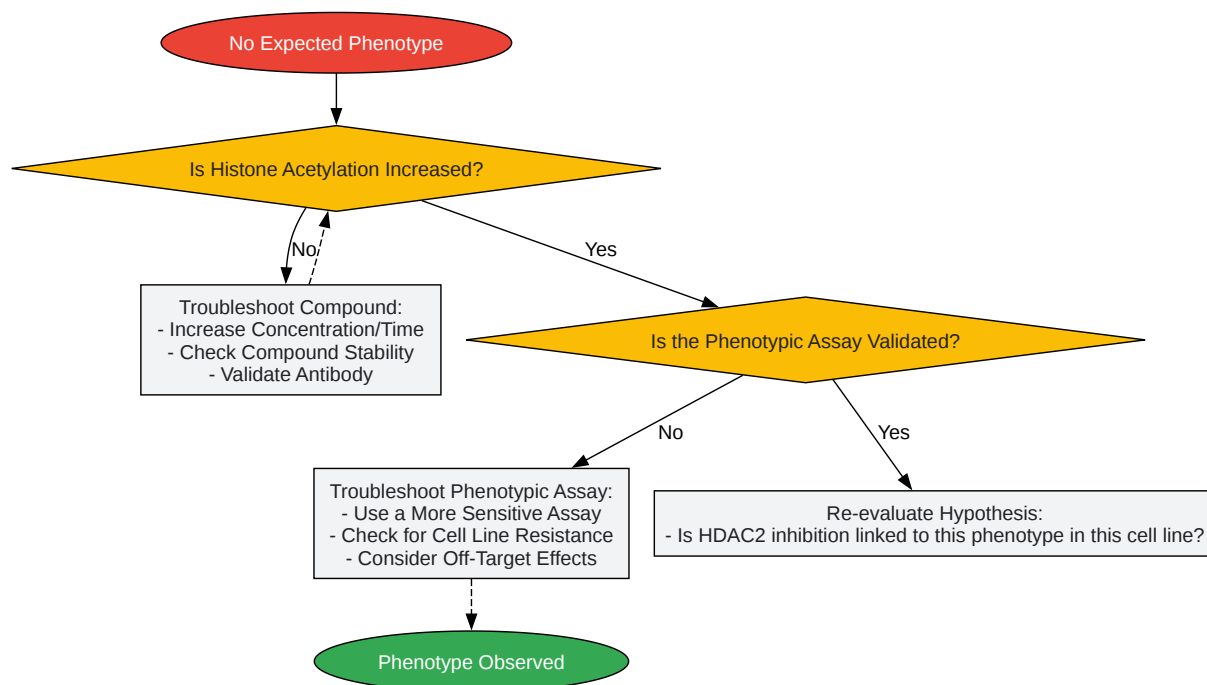 No Expected Phenotype
Is Histone Acetylation Increased?
No
Yes
Troubleshoot Compound:
- Increase Concentration/Time
- Check Compound Stability
- Validate Antibody
Is the Phenotypic Assay Validated?
No
Yes
Troubleshoot Phenotypic Assay:
- Use a More Sensitive Assay
- Check for Cell Line Resistance
- Consider Off-Target Effects
Re-evaluate Hypothesis:
- Is HDAC2 inhibition linked to this phenotype in this cell line?
Phenotype Observed